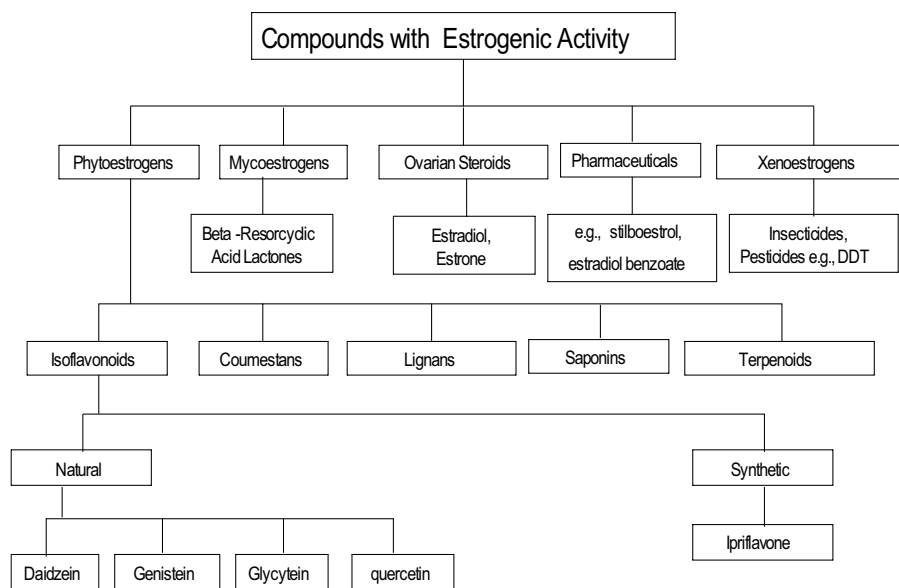 Compounds with Estrogenic Activity
Phytoestrogens
Mycoestrogens
Ovarian Steroids
Pharmaceuticals
Xenoestrogens
Beta -Resorcydic
Acid Lactones
Estradiol,
Estrone
e.g., stilboestrol,
estradiol benzoate
Insecticides,
Pesticides e.g., DDT
Isoflavonoids
Coumestans
Lignans
Saponins
Terpenoids
Natural
Synthetic
Ipriflavone
Daidzein
Genistein
Glycytein
quercetin